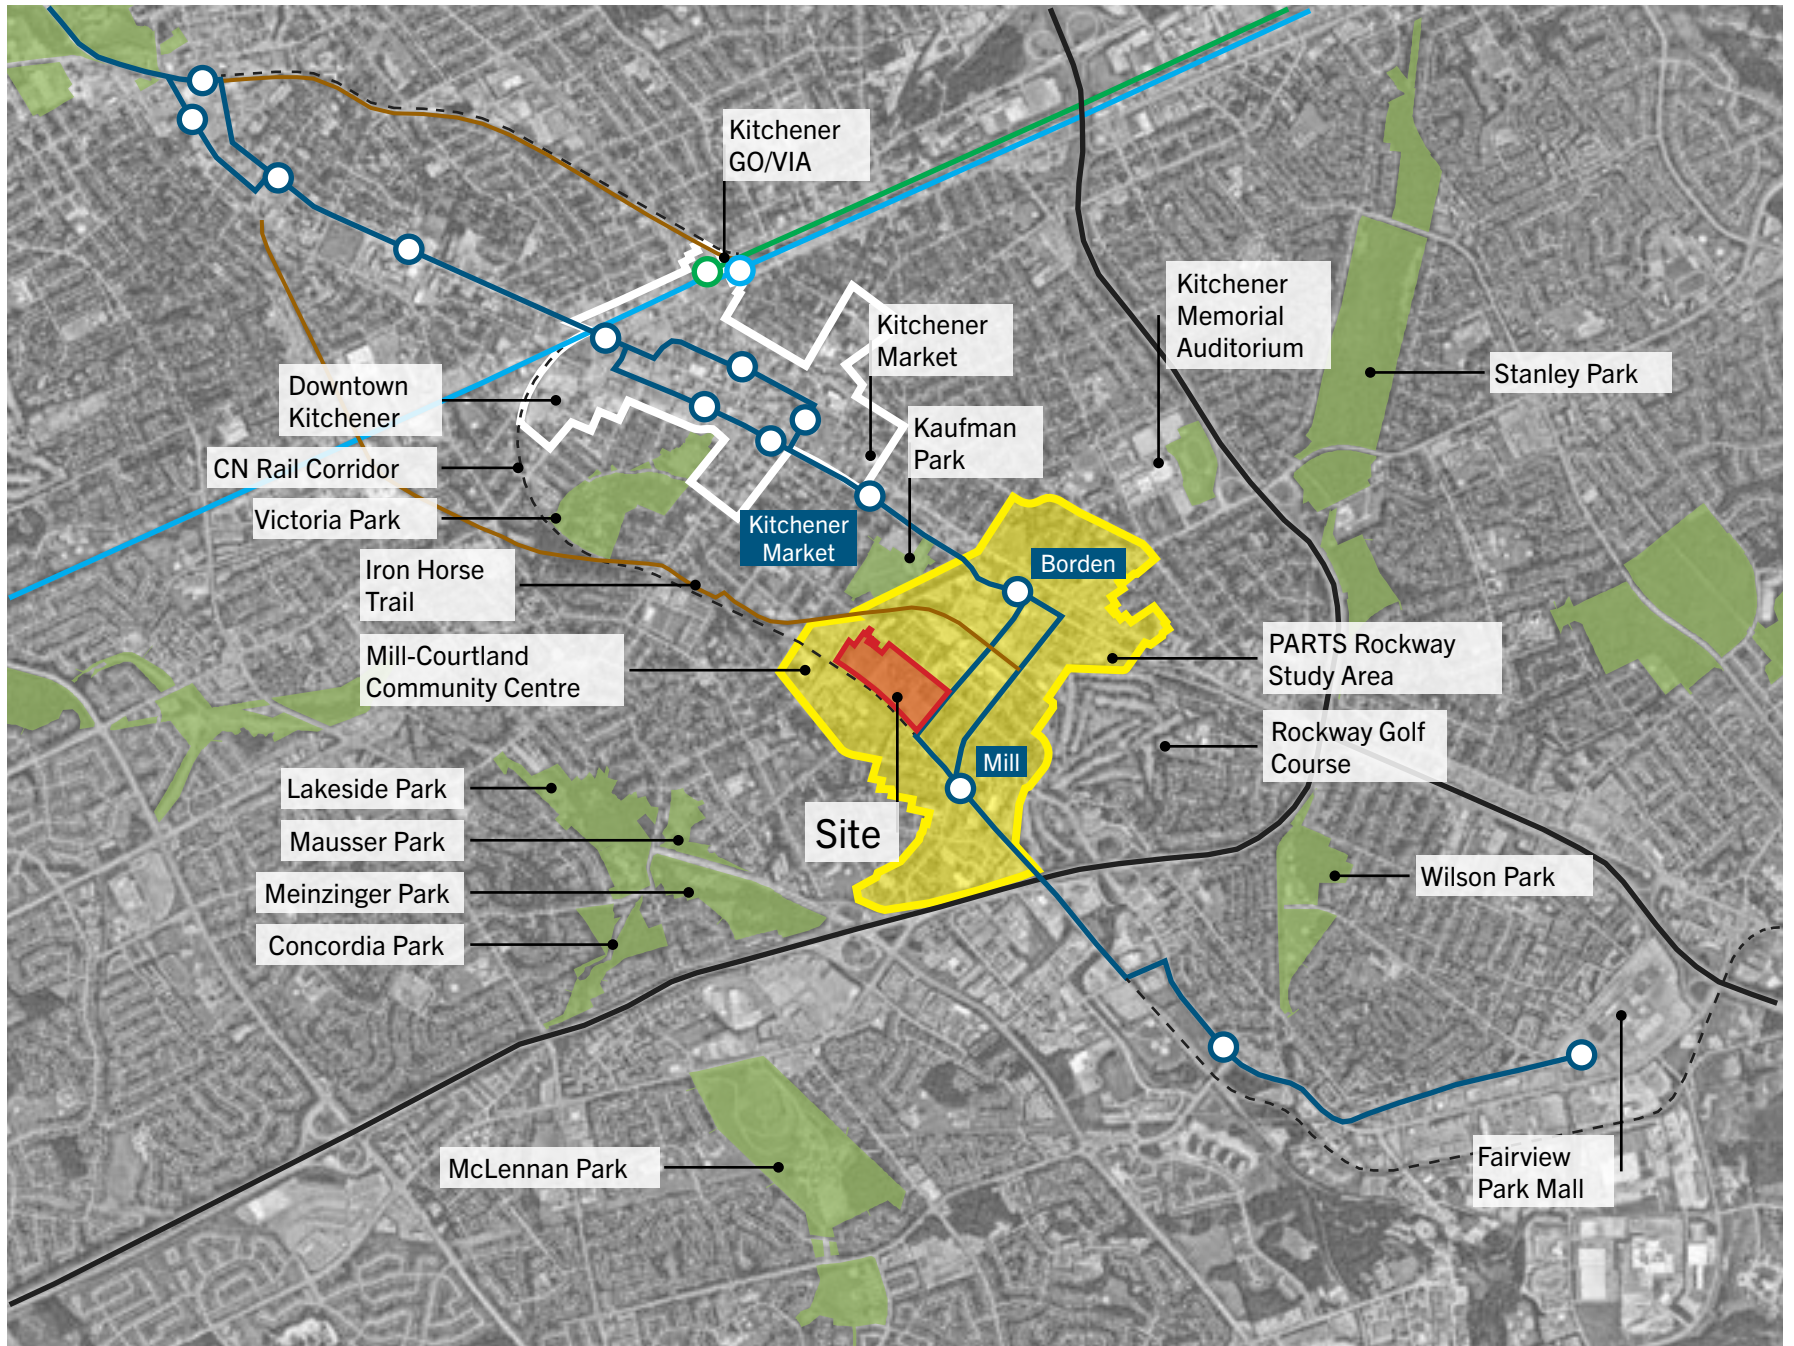 Kitchener
GO/VIA
Kitchener
Memorial
Auditorium
Kitchener
Market
Stanley Park
Downtown
Kitchener
Kaufman
Park
CN Rail Corridor
Victoria Park
Kitchener
Market
Borden
Iron Horse
Trail
PARTS Rockway
Study Area
Mill-Courtland
Community Centre
Rockway Golf
Course
Mill
Lakeside Park
Site
Mausser Park
Wilson Park
Meinzinger Park
Concordia Park
McLennan Park
Fairview
Park Mall